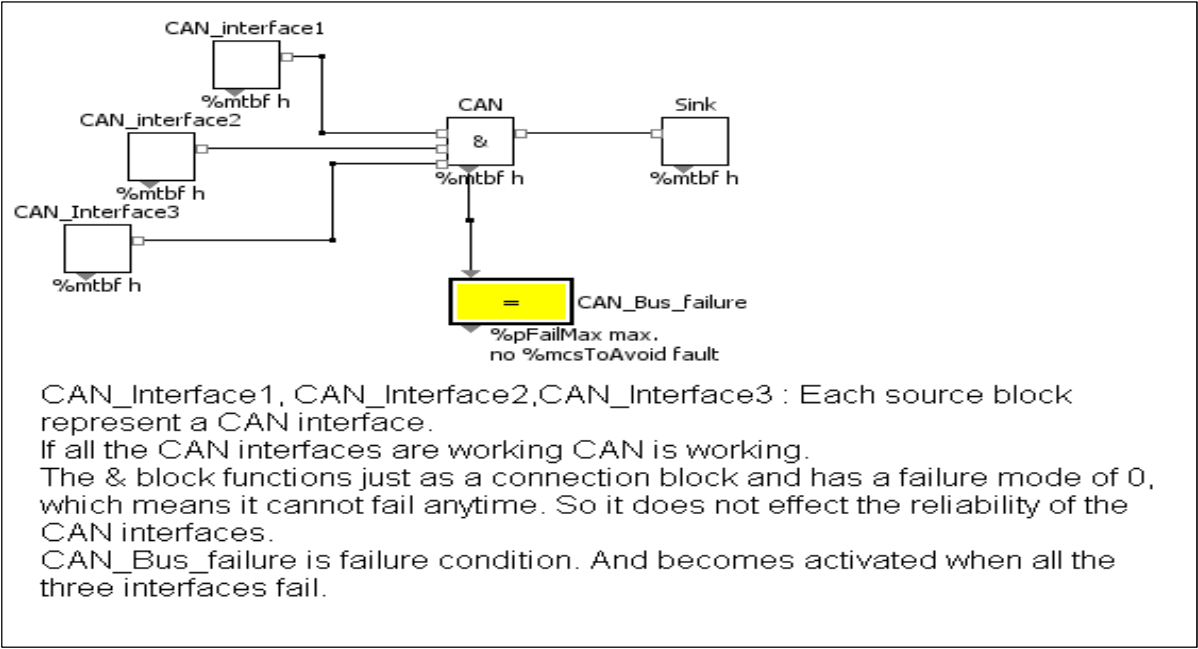 CAN_interface1
%mtbf h
CAN_interface2
%mtbf h
CAN_Interface3
%mtbf h
CAN
&
%mtbf h
Sink
%mtbf h
=
CAN_Bus_failure
%pFailMax max.
no %mcsToAvoid fault
CAN_Interface1, CAN_Interface2,CAN_Interface3 : Each source block
represent a CAN interface.
If all the CAN interfaces are working CAN is working.
The & block functions just as a connection block and has a failure mode of 0,
which means it cannot fail anytime. So it does not effect the reliability of the
CAN interfaces.
CAN_Bus_failure is failure condition. And becomes activated when all the
three interfaces fail.